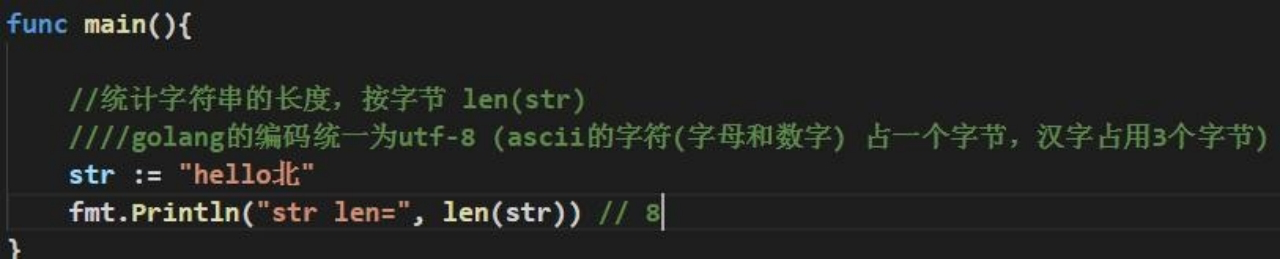 func main(){
//统计字符串的长度，按字节 len(str)
////golang的编码统一为utf-8 (ascii的字符(字母和数字) 占一个字节，汉字占用3个字节)
str := "hello北"
fmt.Println("str len=", len(str)) // 8
}